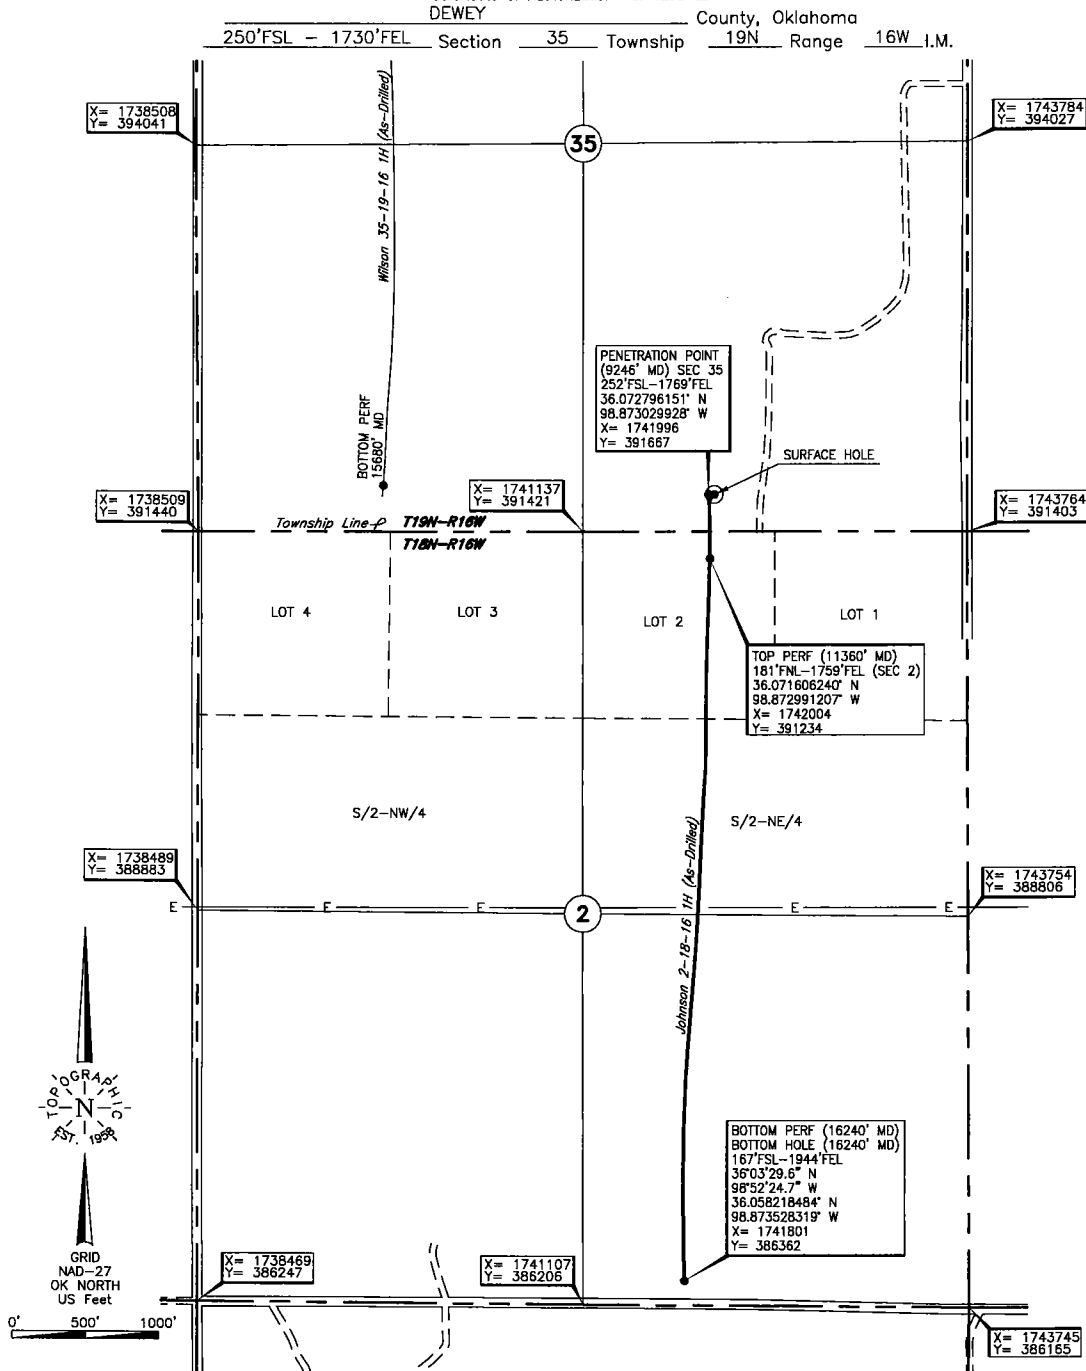 DEWEY County, Oklahoma
250'FSL - 1730'FEL Section 35 Township 19N Range 16W I.M.
X= 1738508
Y= 394041
Wilson 35-19-16 1H (As-Drilled)
35
X= 1743784
Y= 394027
PENETRATION POINT
(9246' MD) SEC 35
252'FSL-1769'FEL
36.072796151° N
98.873029928° W
X= 1741996
Y= 391667
BOTTOM PERF
15680' MD
SURFACE HOLE
X= 1738509
Y= 391440
X= 1741137
Y= 391421
X= 1743764
Y= 391403
Township Line T19N-R16W
T18N-R16W
LOT 4
LOT 3
LOT 2
LOT 1
TOP PERF (11360' MD)
181'FNL-1759'FEL (SEC 2)
36.071606240° N
98.872991207° W
X= 1742004
Y= 391234
S/2-NW/4
S/2-NE/4
Johnson 2-18-16 1H (As-Drilled)
X= 1738489
Y= 388883
X= 1743754
Y= 388806
E E E E E
2
TOPOGRAPHIC
N
EST. 1958
BOTTOM PERF (16240' MD)
BOTTOM HOLE (16240' MD)
167'FSL-1944'FEL
36°03'29.6" N
98°52'24.7" W
36.058218484° N
98.873528319° W
X= 1741801
Y= 386362
GRID
NAD-27
OK NORTH
US Feet
0' 500' 1000'
X= 1738469
Y= 386247
X= 1741107
Y= 386206
X= 1743745
Y= 386165